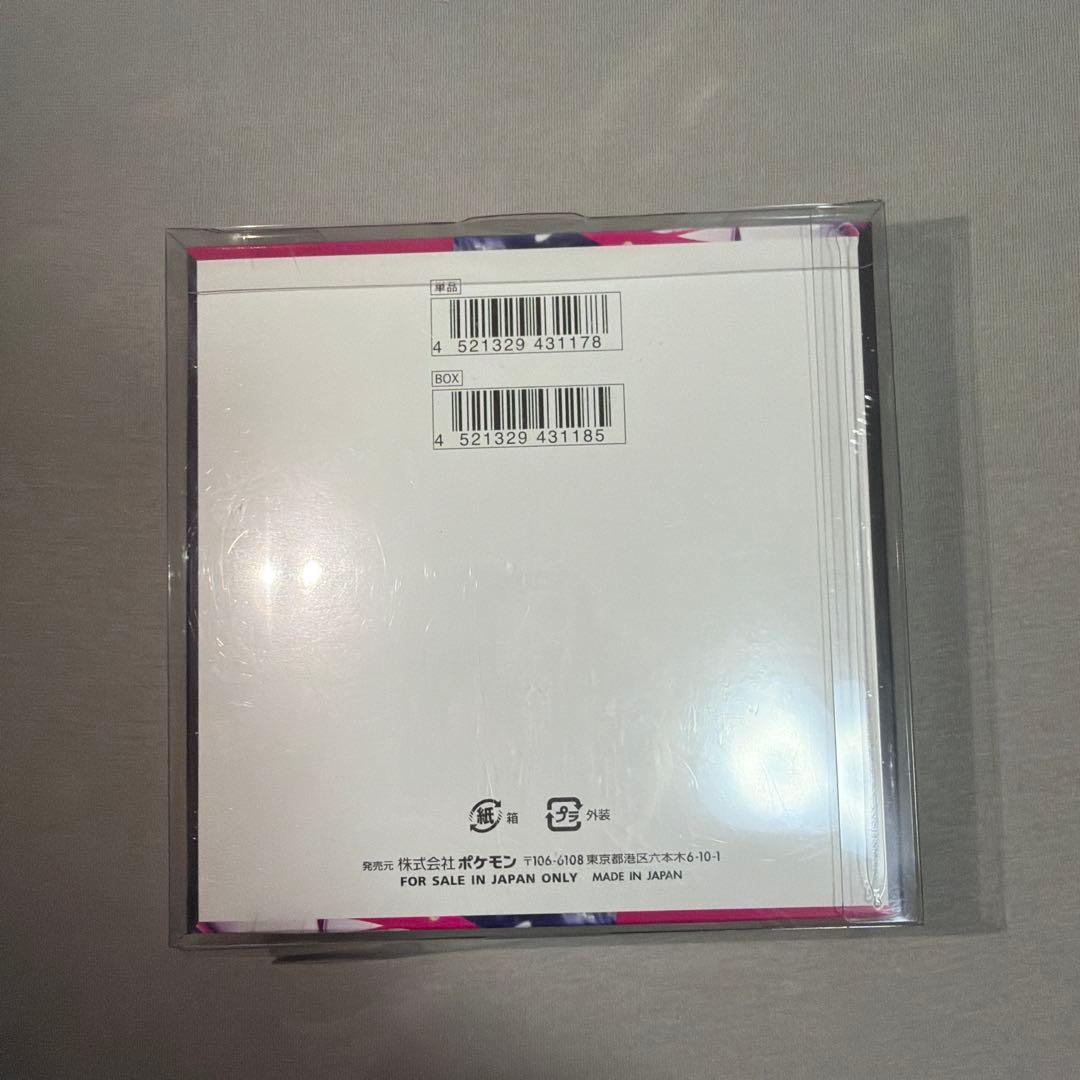 単品
4 521329 431178
BOX
4 521329 431185
紙 箱 プラ 外装
発売元 株式会社 ポケモン 〒106-6108 東京都港区六本木6-10-1
FOR SALE IN JAPAN ONLY MADE IN JAPAN